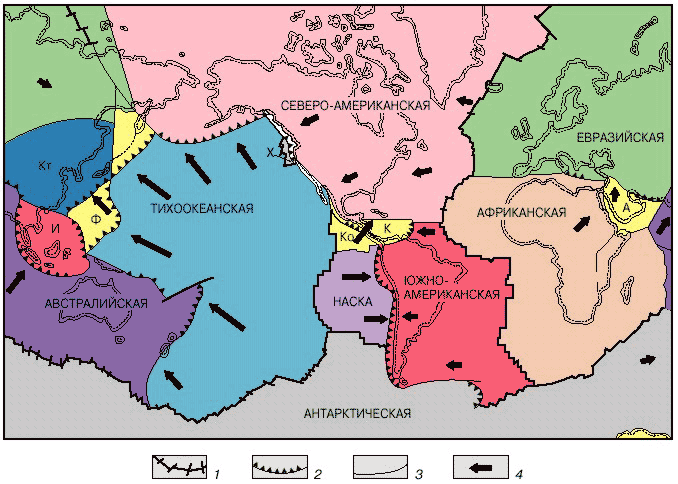 СЕВЕРО-АМЕРИКАНСКАЯ
ЕВРАЗИЙСКАЯ
Х
Кт
И
Ф
ТИХООКЕАНСКАЯ
Ко
К
АФРИКАНСКАЯ
А
АВСТРАЛИЙСКАЯ
НАСКА
ЮЖНО-
АМЕРИКАНСКАЯ
АНТАРКТИЧЕСКАЯ
1
2
3
4